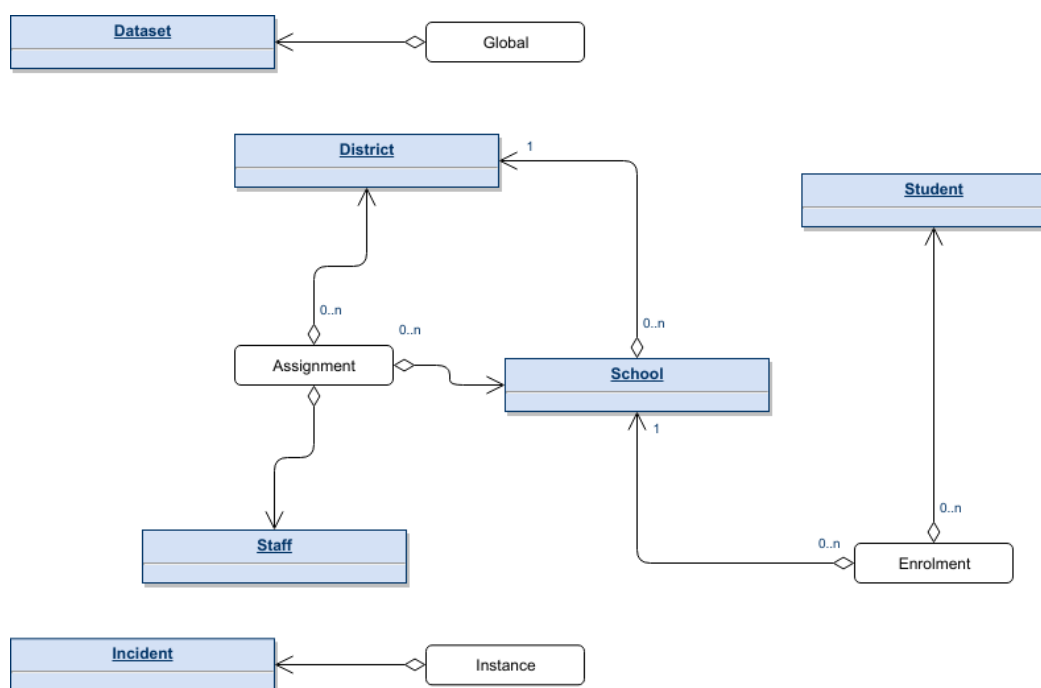 Dataset
Global
District
1
Student
0..n
0..n
0..n
Assignment
School
1
0..n
0..n
Staff
Enrolment
Incident
Instance